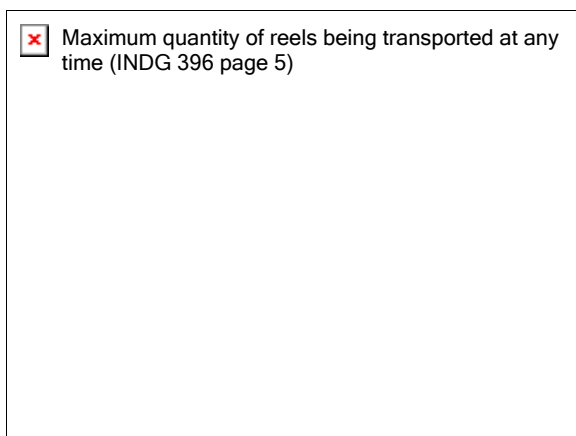 Maximum quantity of reels being transported at any
time (INDG 396 page 5)